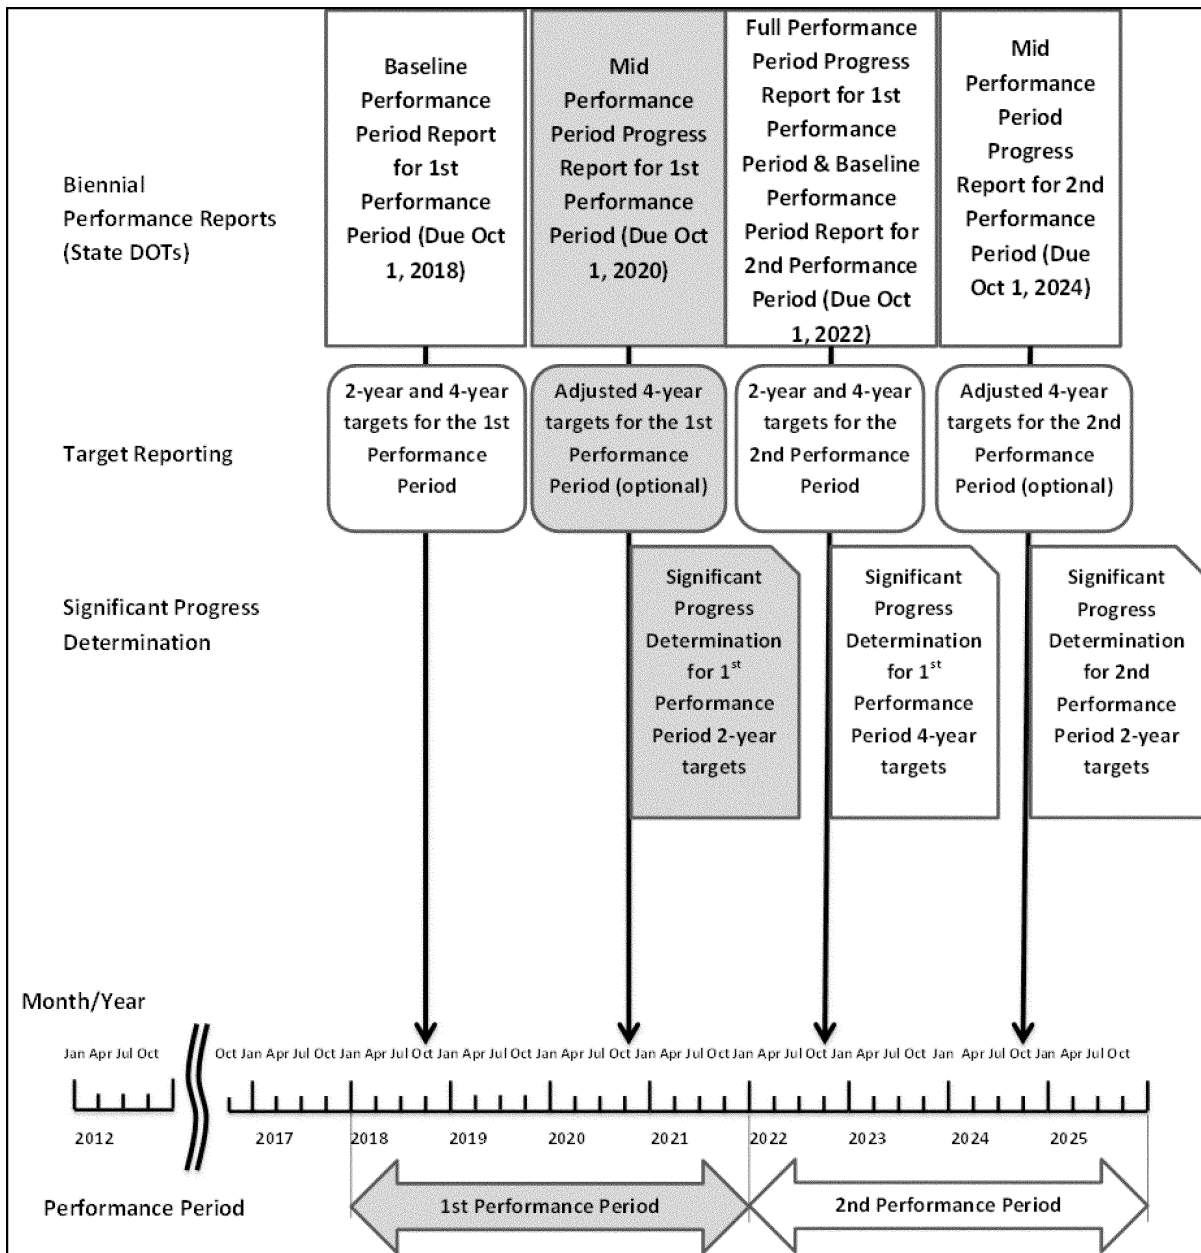 Biennial
Performance Reports
(State DOTs)
Baseline
Performance
Period Report
for 1st
Performance
Period (Due Oct
1, 2018)
Mid
Performance
Period Progress
Report for 1st
Performance
Period (Due Oct
1, 2020)
Full Performance
Period Progress
Report for 1st
Performance
Period & Baseline
Performance
Period Report for
2nd Performance
Period (Due Oct
1, 2022)
Mid
Performance
Period
Progress
Report for 2nd
Performance
Period (Due
Oct 1, 2024)
Target Reporting
2-year and 4-year
targets for the 1st
Performance
Period
Adjusted 4-year
targets for the 1st
Performance
Period (optional)
2-year and 4-year
targets for the
2nd Performance
Period
Adjusted 4-year
targets for the 2nd
Performance
Period (optional)
Significant Progress
Determination
Significant
Progress
Determination
for 1st
Performance
Period 2-year
targets
Significant
Progress
Determination
for 1st
Performance
Period 4-year
targets
Significant
Progress
Determination
for 2nd
Performance
Period 2-year
targets
Month/Year
Jan Apr Jul Oct Oct Jan Apr Jul Oct Jan Apr Jul Oct Jan Apr Jul Oct Jan Apr Jul Oct Jan Apr Jul Oct Jan Apr Jul Oct Jan Apr Jul Oct Jan Apr Jul Oct Jan Apr Jul Oct
2012 2017 2018 2019 2020 2021 2022 2023 2024 2025
Performance Period
1st Performance Period
2nd Performance Period